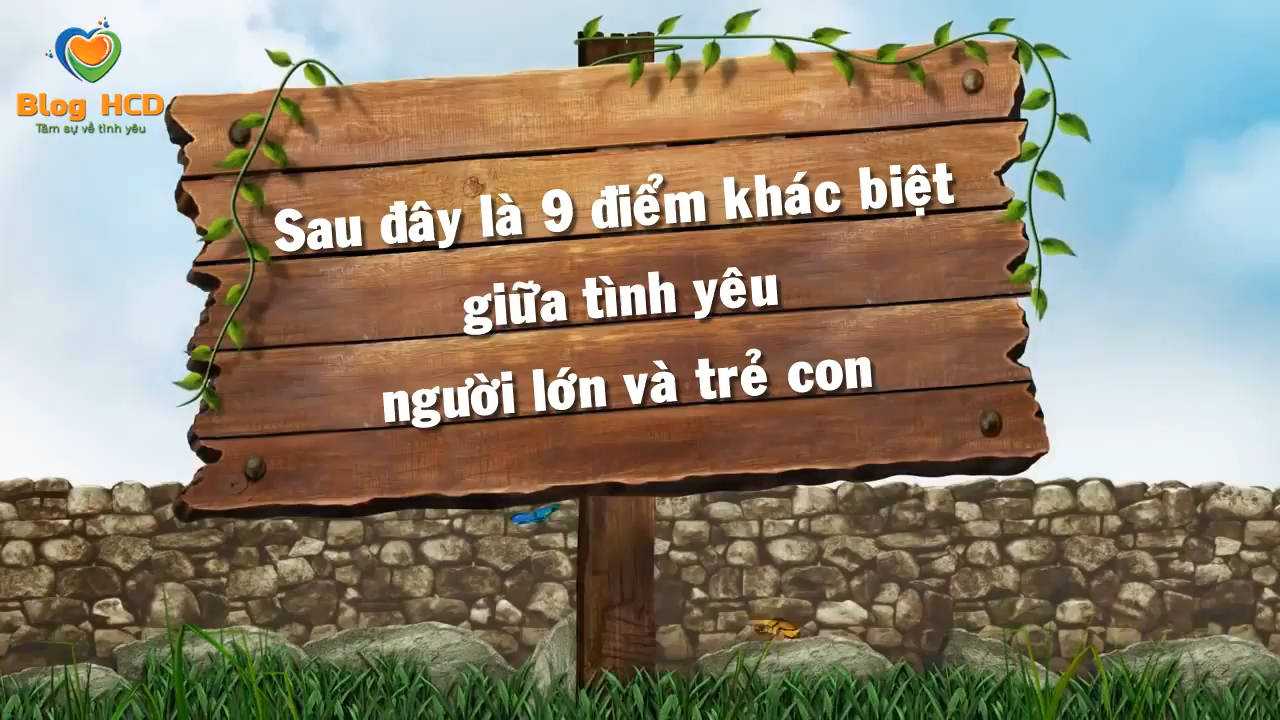 Blog HCD
Tâm sự về tình yêu
Sau đây là 9 điểm khác biệt
giữa tình yêu
người lớn và trẻ con